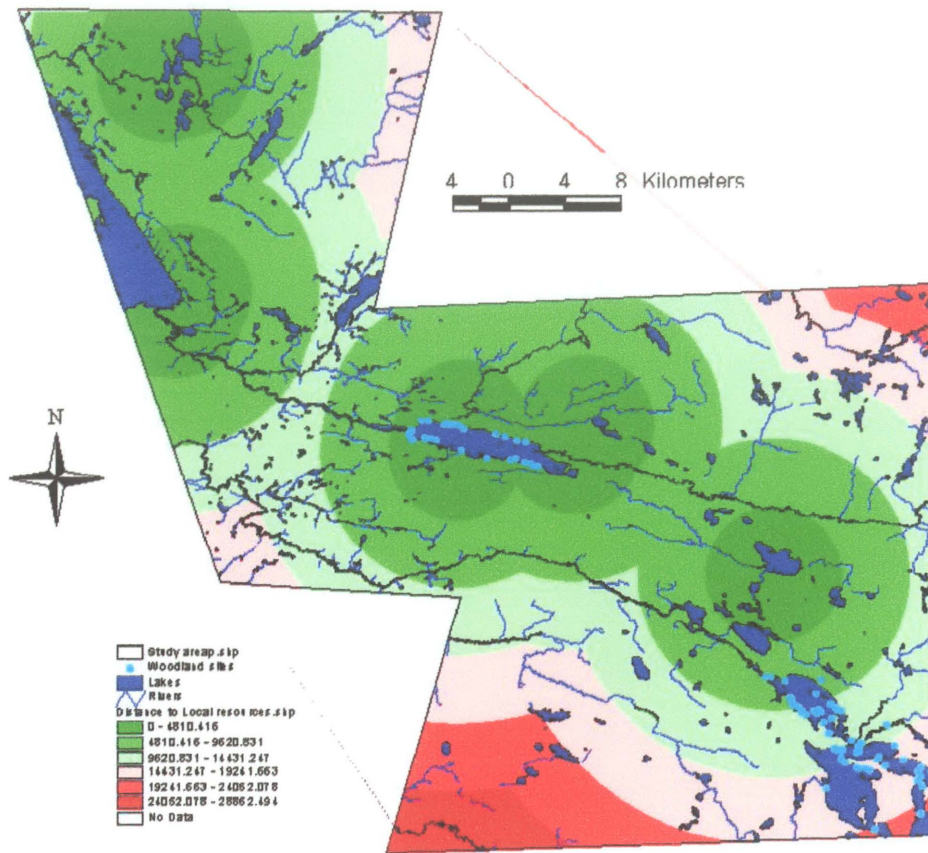 4 0 4 8 Kilometers
N
Study areap.shp
Woodland sites
Lakes
Rivers
Distance to Local resources.shp
0 - 4810.416
4810.416 - 9620.831
9620.831 - 14431.247
14431.247 - 19241.663
19241.663 - 24052.078
24052.078 - 28862.494
No Data